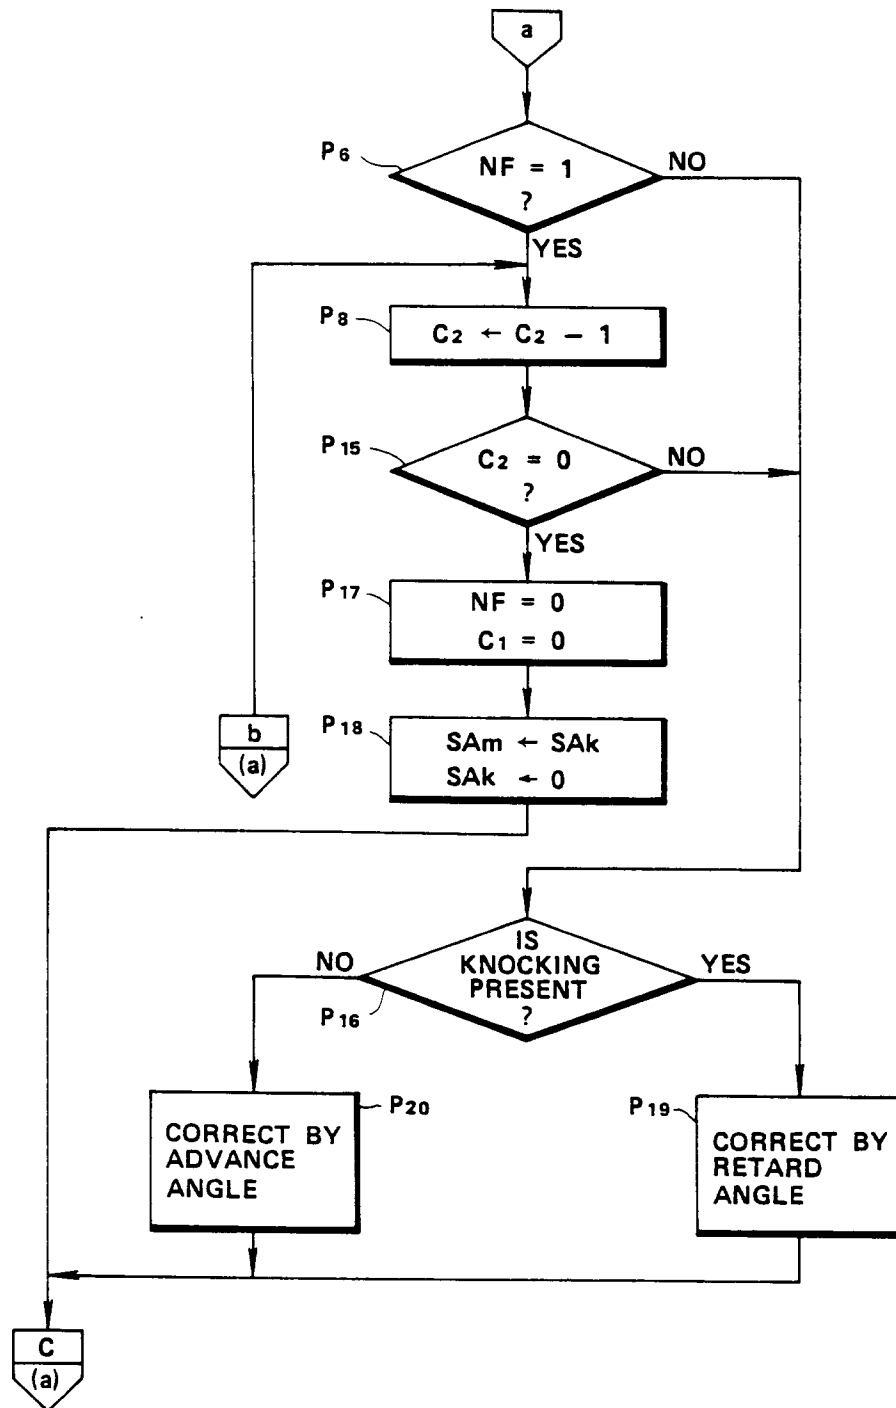 a
P6
NF = 1
?
NO
YES
P8
C2 ← C2 − 1
P15
C2 = 0
?
NO
YES
P17
NF = 0
C1 = 0
b
(a)
P18
SAm ← SAk
SAk ← 0
IS
KNOCKING
PRESENT
?
NO
YES
P16
P20
CORRECT BY
ADVANCE
ANGLE
P19
CORRECT BY
RETARD
ANGLE
C
(a)